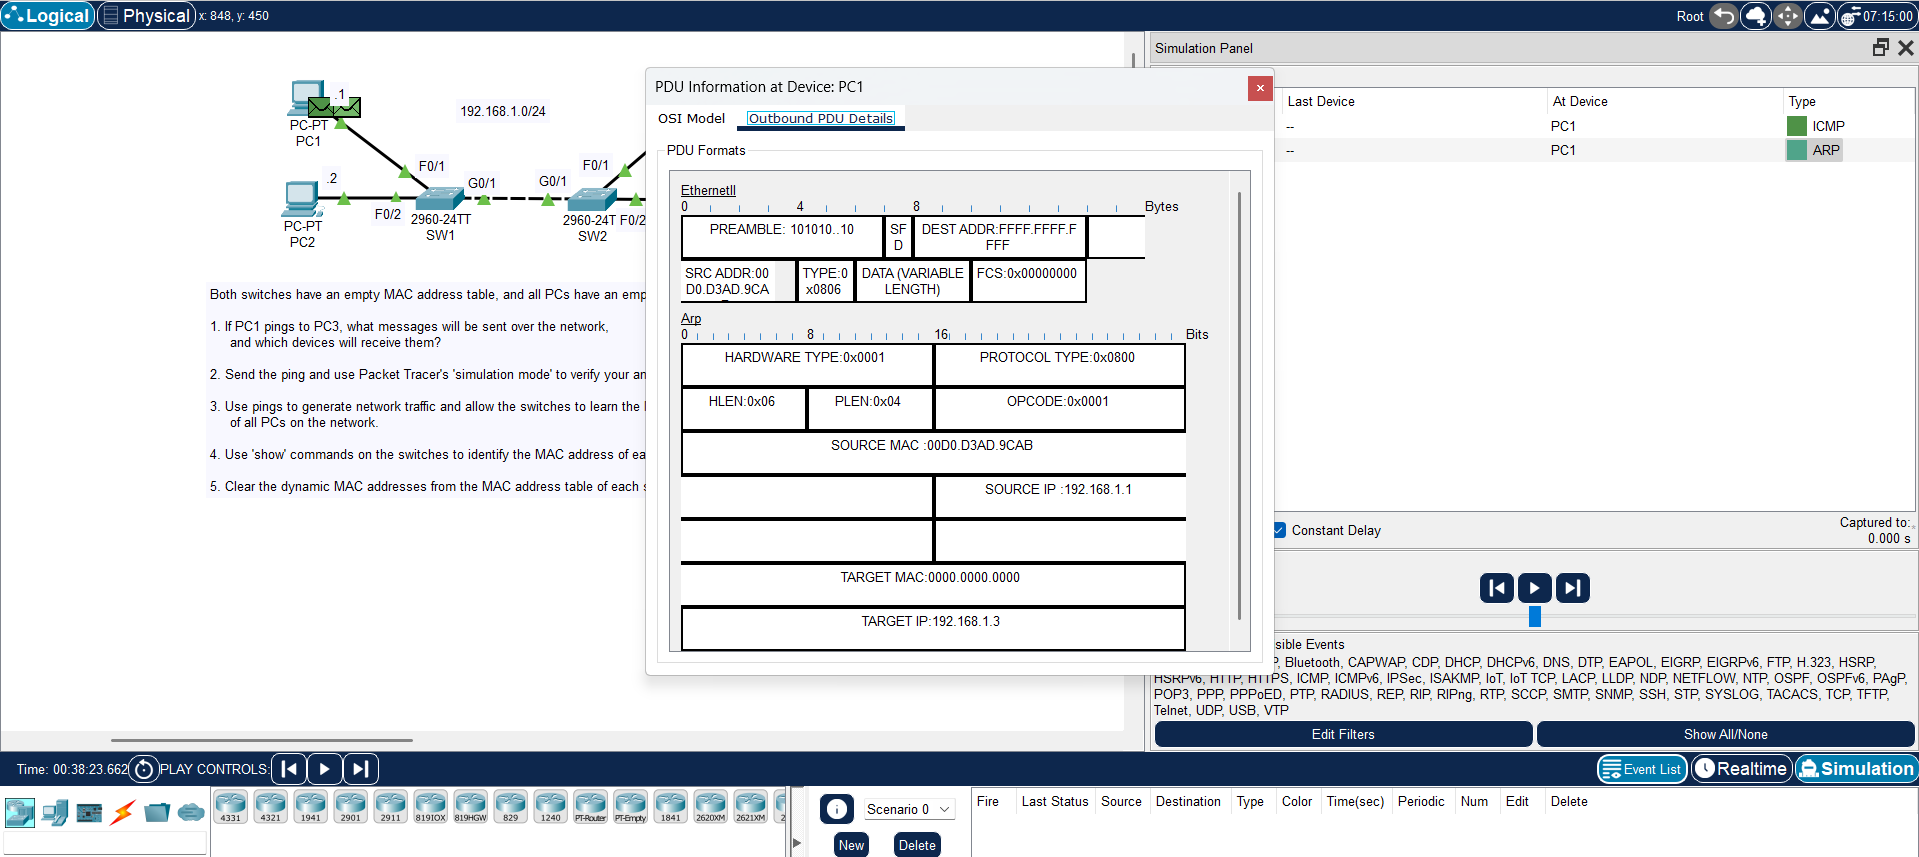 Logical
Physical
x: 848, y: 450
Root
07:15:00
.1
PC-PT
PC1
192.168.1.0/24
F0/1
.2
PC-PT
PC2
F0/2
G0/1
2960-24TT
SW1
G0/1
F0/1
2960-24T
F0/2
SW2
Both switches have an empty MAC address table, and all PCs have an emp
1. If PC1 pings to PC3, what messages will be sent over the network,
and which devices will receive them?
2. Send the ping and use Packet Tracer's 'simulation mode' to verify your an
3. Use pings to generate network traffic and allow the switches to learn the
of all PCs on the network.
4. Use 'show' commands on the switches to identify the MAC address of ea
5. Clear the dynamic MAC addresses from the MAC address table of each s
PDU Information at Device: PC1
OSI Model
Outbound PDU Details
PDU Formats
EthernetII
0 4 8 Bytes
PREAMBLE: 101010..10
SF
D
DEST ADDR:FFFF.FFFF.F
FFF
SRC ADDR:00
D0.D3AD.9CA
TYPE:0
x0806
DATA (VARIABLE
LENGTH)
FCS:0x00000000
Arp
0 8 16 Bits
HARDWARE TYPE:0x0001
PROTOCOL TYPE:0x0800
HLEN:0x06
PLEN:0x04
OPCODE:0x0001
SOURCE MAC :00D0.D3AD.9CAB
SOURCE IP :192.168.1.1
TARGET MAC:0000.0000.0000
TARGET IP:192.168.1.3
Simulation Panel
Last Device At Device Type
-- PC1 ICMP
-- PC1 ARP
Constant Delay
Captured to:
0.000 s
sible Events
P, Bluetooth, CAPWAP, CDP, DHCP, DHCPv6, DNS, DTP, EAPOL, EIGRP, EIGRPv6, FTP, H.323, HSRP,
HSRPv6, HTTP, HTTPS, ICMP, ICMPv6, IPSec, ISAKMP, IoT, IoT TCP, LACP, LLDP, NDP, NETFLOW, NTP, OSPF, OSPFv6, PAgP,
POP3, PPP, PPPoED, PTP, RADIUS, REP, RIP, RIPng, RTP, SCCP, SMTP, SNMP, SSH, STP, SYSLOG, TACACS, TCP, TFTP,
Telnet, UDP, USB, VTP
Edit Filters
Show All/None
Time: 00:38:23.662
PLAY CONTROLS:
Event List
Realtime
Simulation
4331
4321
1941
2901
2911
819IOX
819HGW
829
1240
PT-Router
PT-Empty
1841
2620XM
2621XM
2
Scenario 0
New
Delete
Fire Last Status Source Destination Type Color Time(sec) Periodic Num Edit Delete